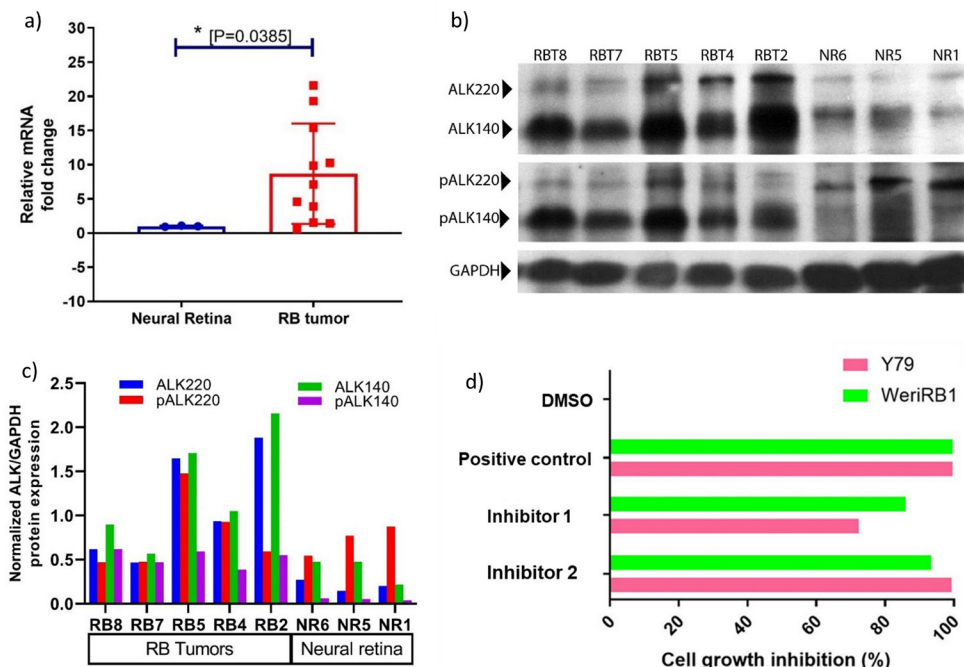 a)
* [P=0.0385]
Relative mRNA
fold change
30
25
20
15
10
5
0
-5
-10
Neural Retina RB tumor
b)
RBT8 RBT7 RBT5 RBT4 RBT2 NR6 NR5 NR1
ALK220
ALK140
pALK220
pALK140
GAPDH
c)
ALK220 ALK140
pALK220 pALK140
Normalized ALK/GAPDH
protein expression
2.5
2.0
1.5
1.0
0.5
0.0
RB8 RB7 RB5 RB4 RB2 NR6 NR5 NR1
RB Tumors Neural retina
d)
Y79
WeriRB1
DMSO
Positive control
Inhibitor 1
Inhibitor 2
0 20 40 60 80 100
Cell growth inhibition (%)